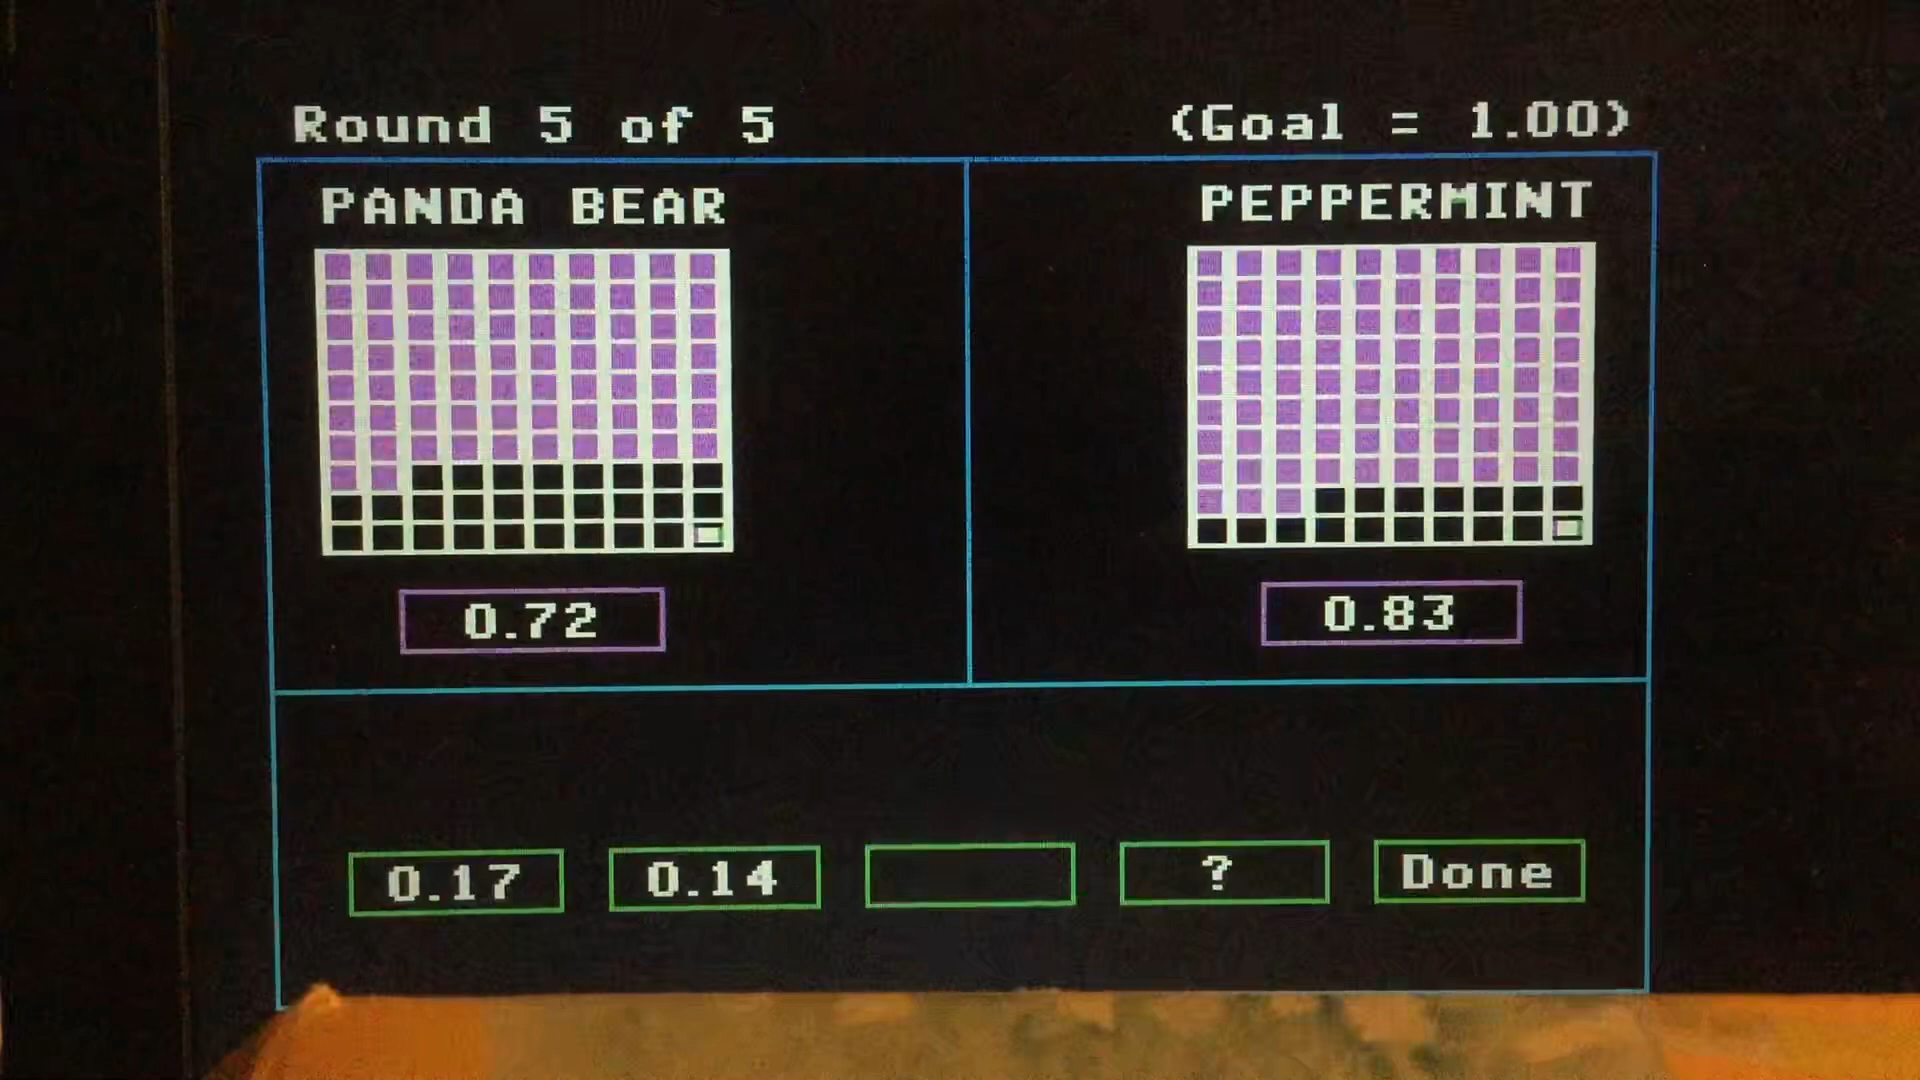 Round 5 of 5
(Goal = 1.00)
PANDA BEAR
PEPPERMINT
0.72
0.83
0.17
0.14
?
Done